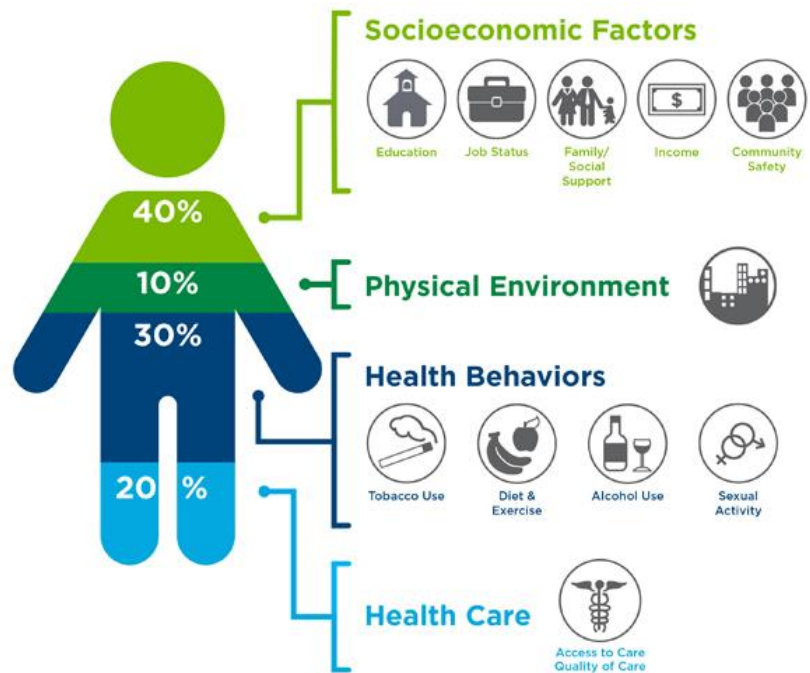 Socioeconomic Factors
Education
Job Status
Family/
Social
Support
Income
Community
Safety
40%
10%
Physical Environment
30%
Health Behaviors
Tobacco Use
Diet &
Exercise
Alcohol Use
Sexual
Activity
20 %
Health Care
Access to Care
Quality of Care
$